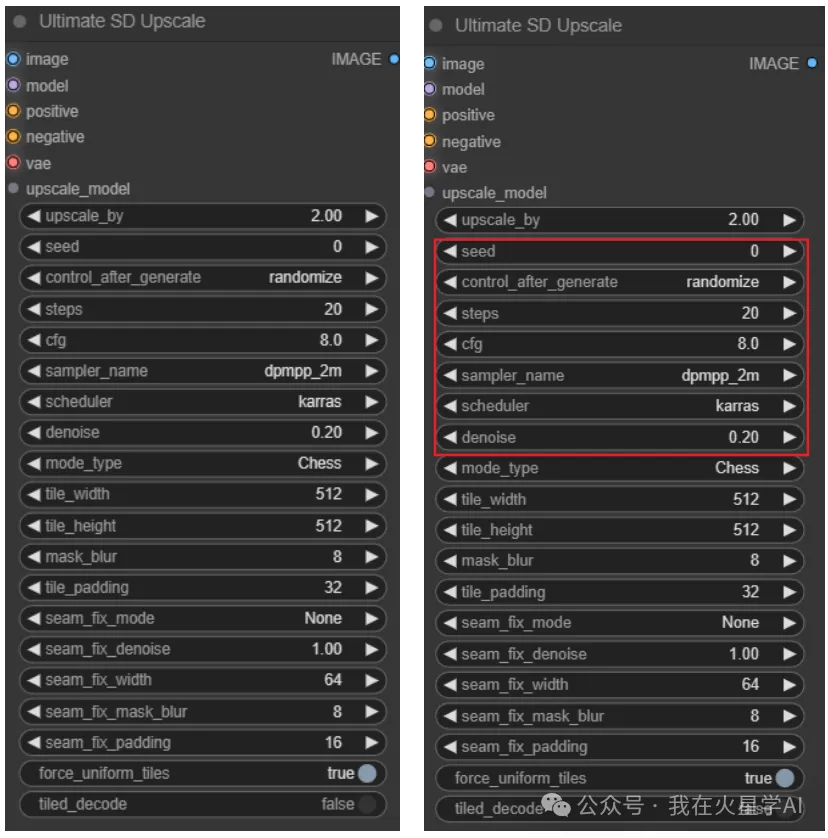 Ultimate SD Upscale
image IMAGE
model
positive
negative
vae
upscale_model
upscale_by 2.00
seed 0
control_after_generate randomize
steps 20
cfg 8.0
sampler_name dpmpp_2m
scheduler karras
denoise 0.20
mode_type Chess
tile_width 512
tile_height 512
mask_blur 8
tile_padding 32
seam_fix_mode None
seam_fix_denoise 1.00
seam_fix_width 64
seam_fix_mask_blur 8
seam_fix_padding 16
force_uniform_tiles true
tiled_decode false
Ultimate SD Upscale
image IMAGE
model
positive
negative
vae
upscale_model
upscale_by 2.00
seed 0
control_after_generate randomize
steps 20
cfg 8.0
sampler_name dpmpp_2m
scheduler karras
denoise 0.20
mode_type Chess
tile_width 512
tile_height 512
mask_blur 8
tile_padding 32
seam_fix_mode None
seam_fix_denoise 1.00
seam_fix_width 64
seam_fix_mask_blur 8
seam_fix_padding 16
force_uniform_tiles true
tiled_decode false
公众号 · 我在火星学AI